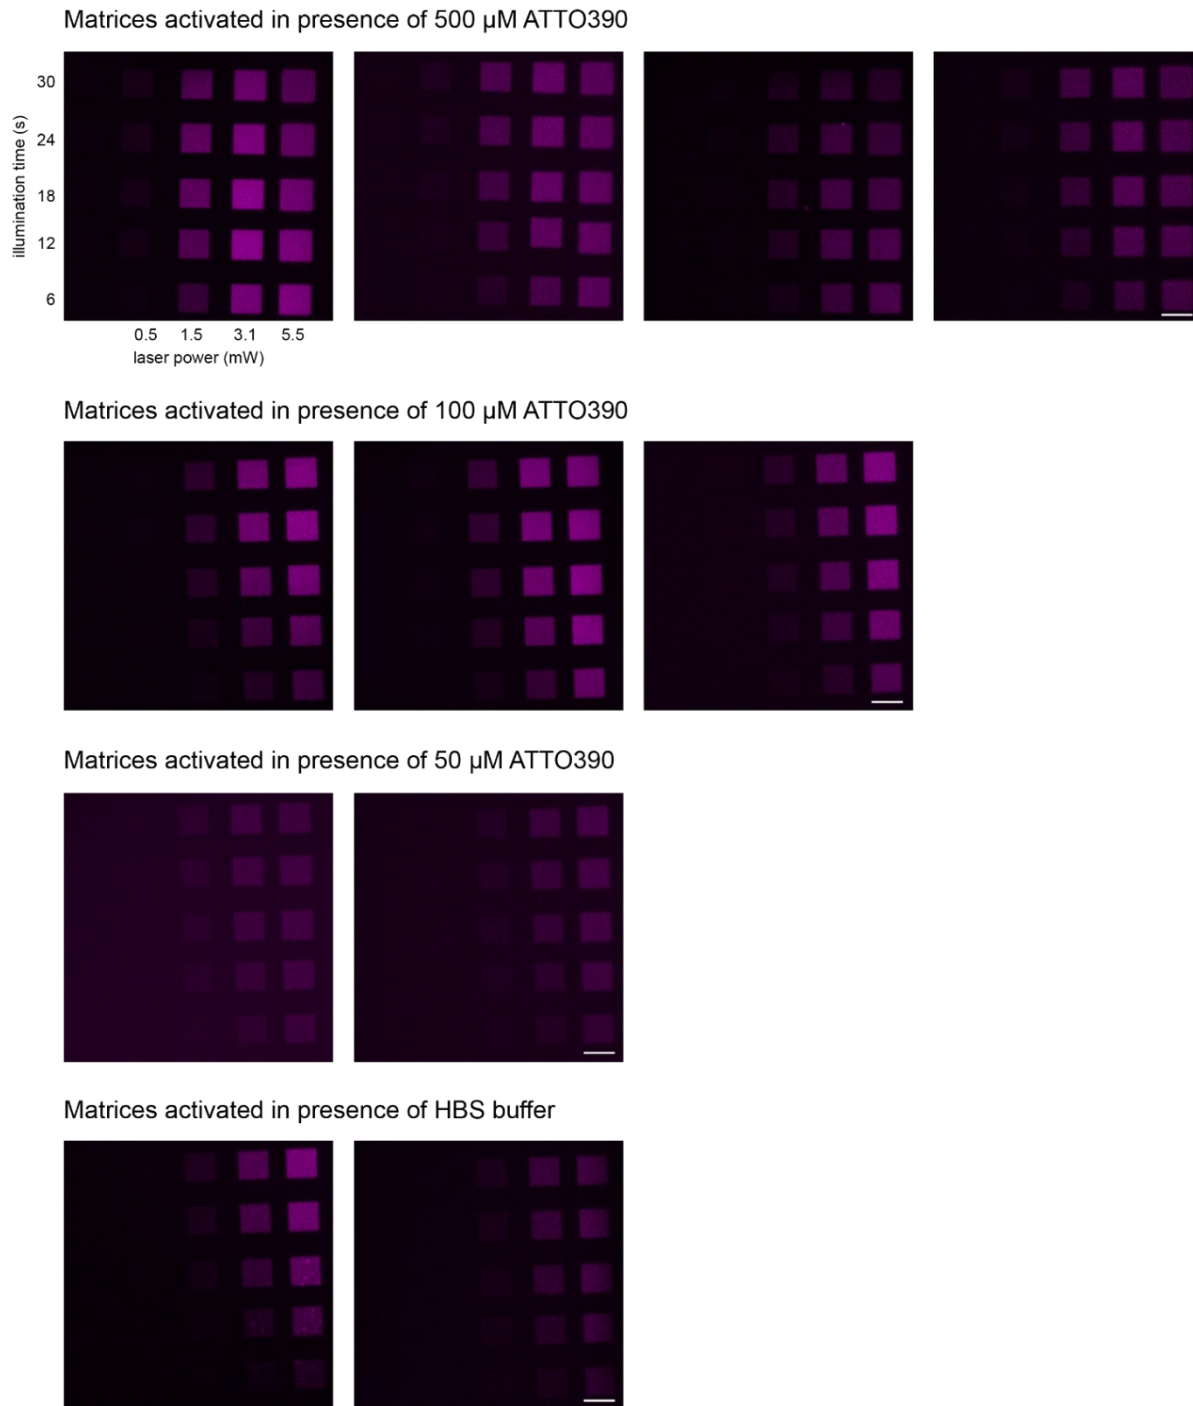 Matrices activated in presence of 500 µM ATTO390
illumination time (s)
30
24
18
12
6
0.5 1.5 3.1 5.5
laser power (mW)
Matrices activated in presence of 100 µM ATTO390
Matrices activated in presence of 50 µM ATTO390
Matrices activated in presence of HBS buffer